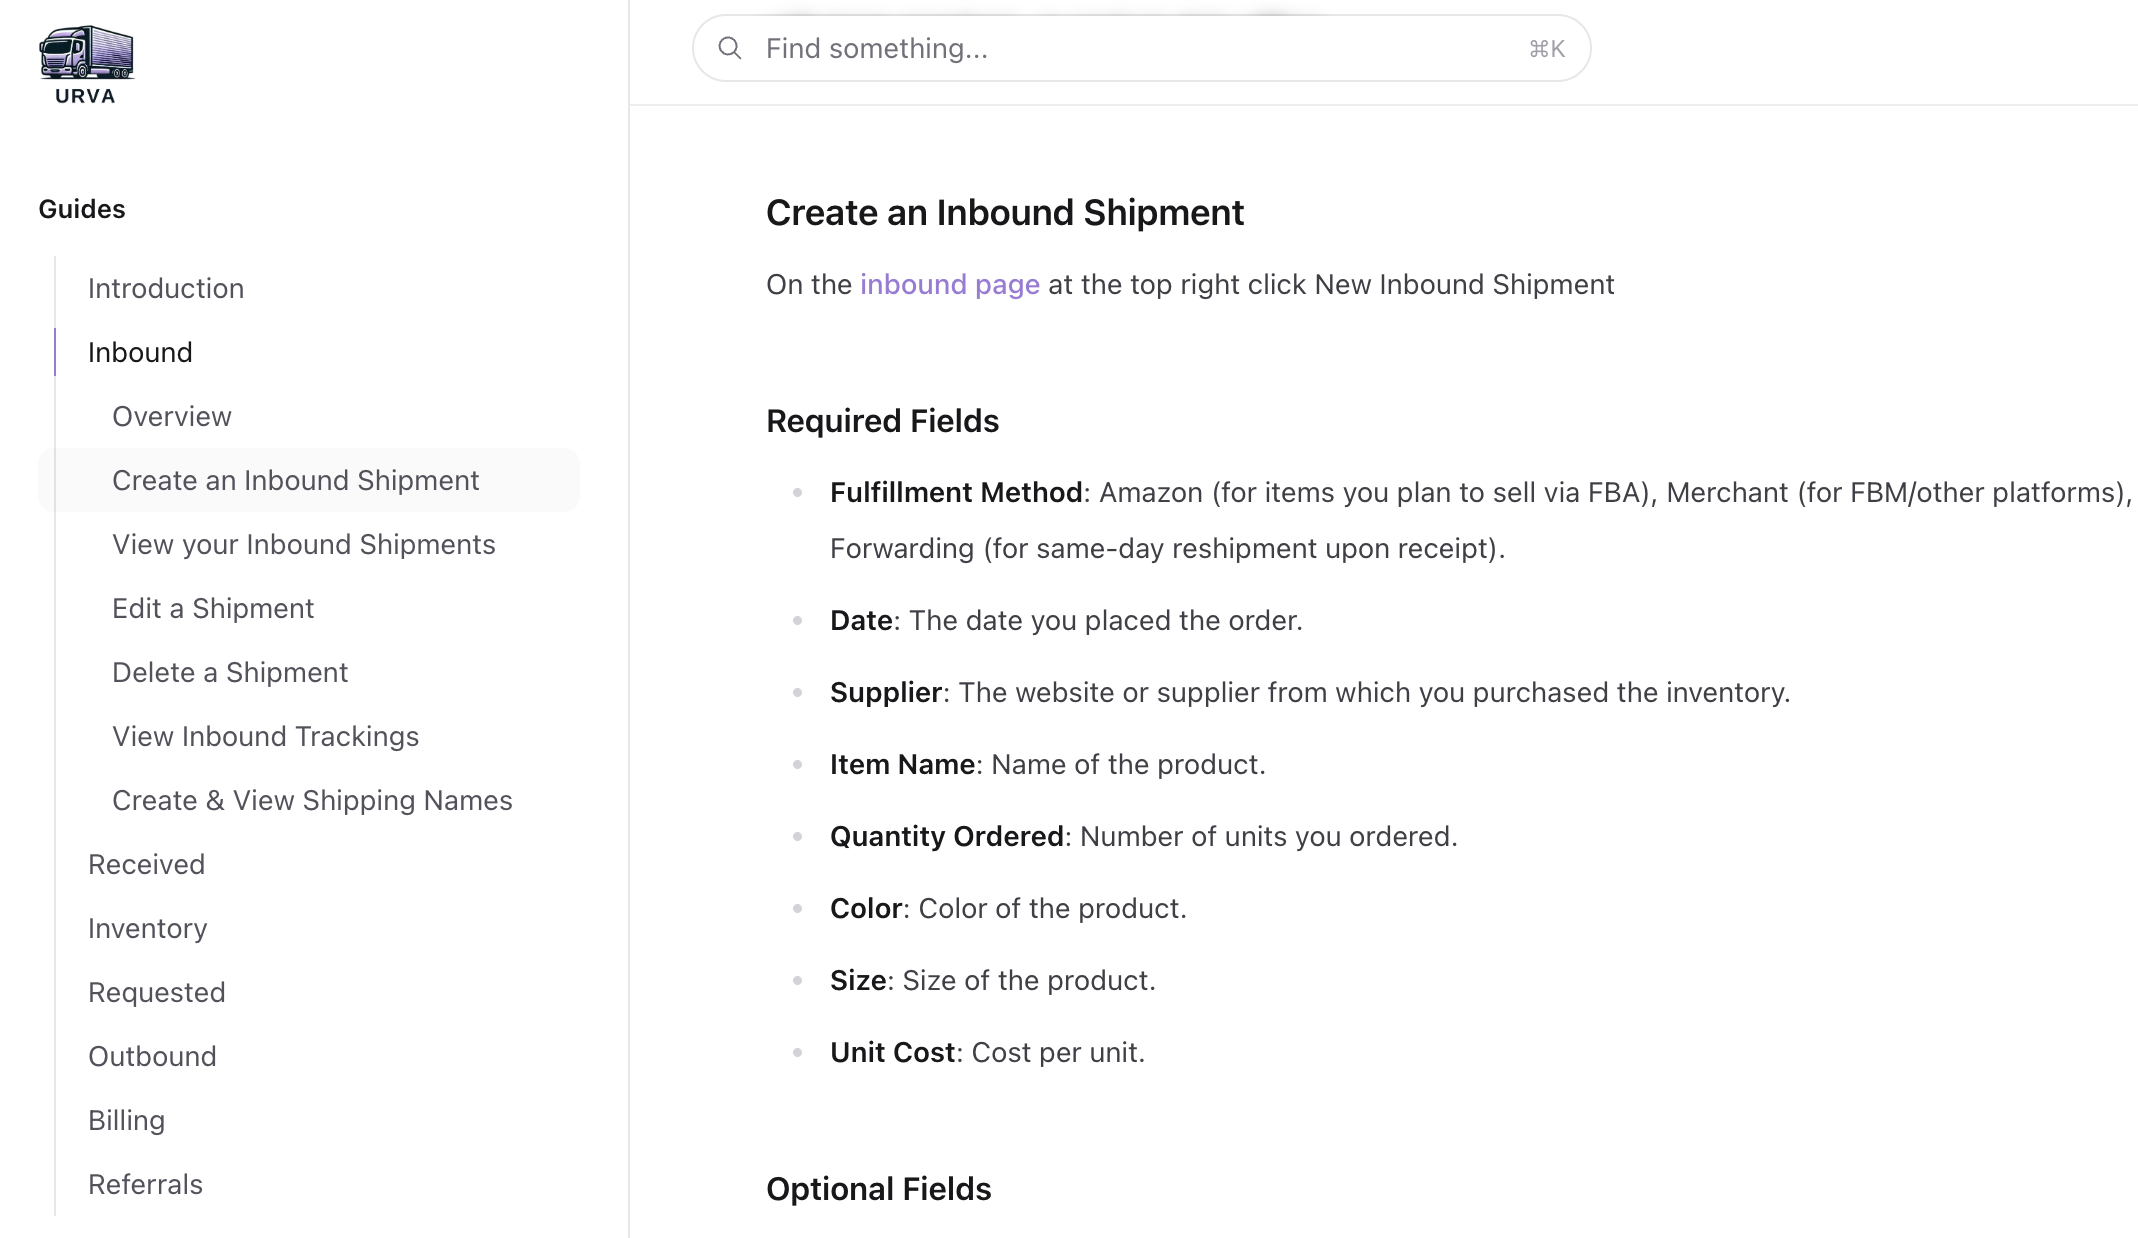 URVA
Find something...
⌘K
Guides
Introduction
Inbound
Overview
Create an Inbound Shipment
View your Inbound Shipments
Edit a Shipment
Delete a Shipment
View Inbound Trackings
Create & View Shipping Names
Received
Inventory
Requested
Outbound
Billing
Referrals
Create an Inbound Shipment
On the inbound page at the top right click New Inbound Shipment
Required Fields
Fulfillment Method: Amazon (for items you plan to sell via FBA), Merchant (for FBM/other platforms),
Forwarding (for same-day reshipment upon receipt).
Date: The date you placed the order.
Supplier: The website or supplier from which you purchased the inventory.
Item Name: Name of the product.
Quantity Ordered: Number of units you ordered.
Color: Color of the product.
Size: Size of the product.
Unit Cost: Cost per unit.
Optional Fields